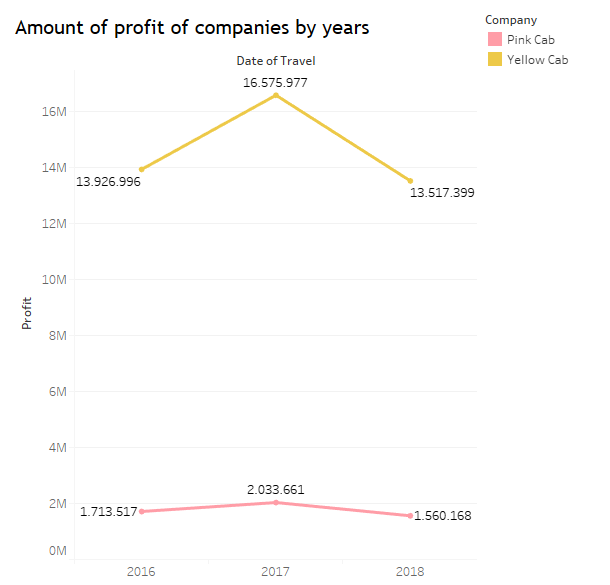 Amount of profit of companies by years
Company
Pink Cab
Yellow Cab
Date of Travel
16.575.977
16M
14M
13.926.996
13.517.399
12M
10M
Profit
8M
6M
4M
2.033.661
2M
1.713.517
1.560.168
0M
2016 2017 2018